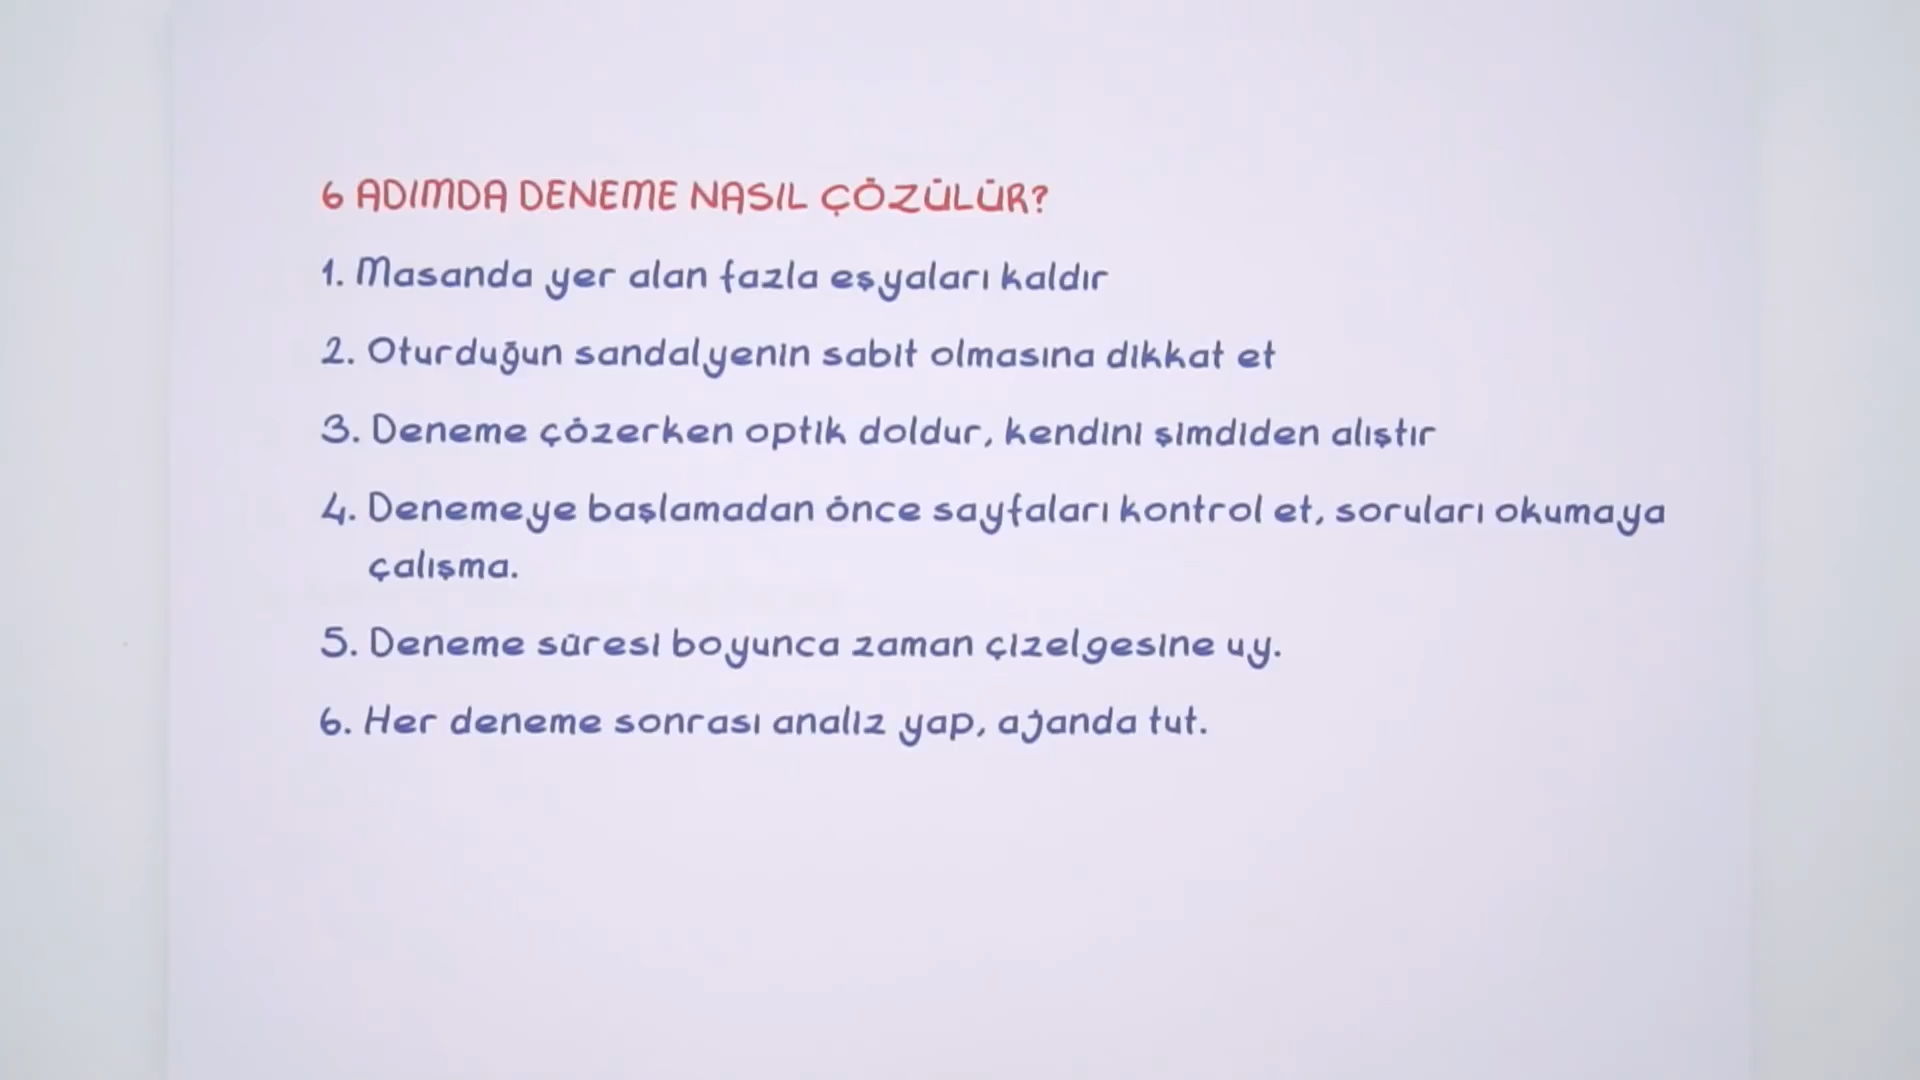 6 ADIMDA DENEME NASIL ÇÖZÜLÜR?
1. Masanda yer alan fazla eşyaları kaldır
2. Oturduğun sandalyenin sabit olmasına dikkat et
3. Deneme çözerken optik doldur, kendini şimdiden alıştır
4. Denemeye başlamadan önce sayfaları kontrol et, soruları okumaya
çalışma.
5. Deneme süresi boyunca zaman çizelgesine uy.
6. Her deneme sonrası analiz yap, ajanda tut.